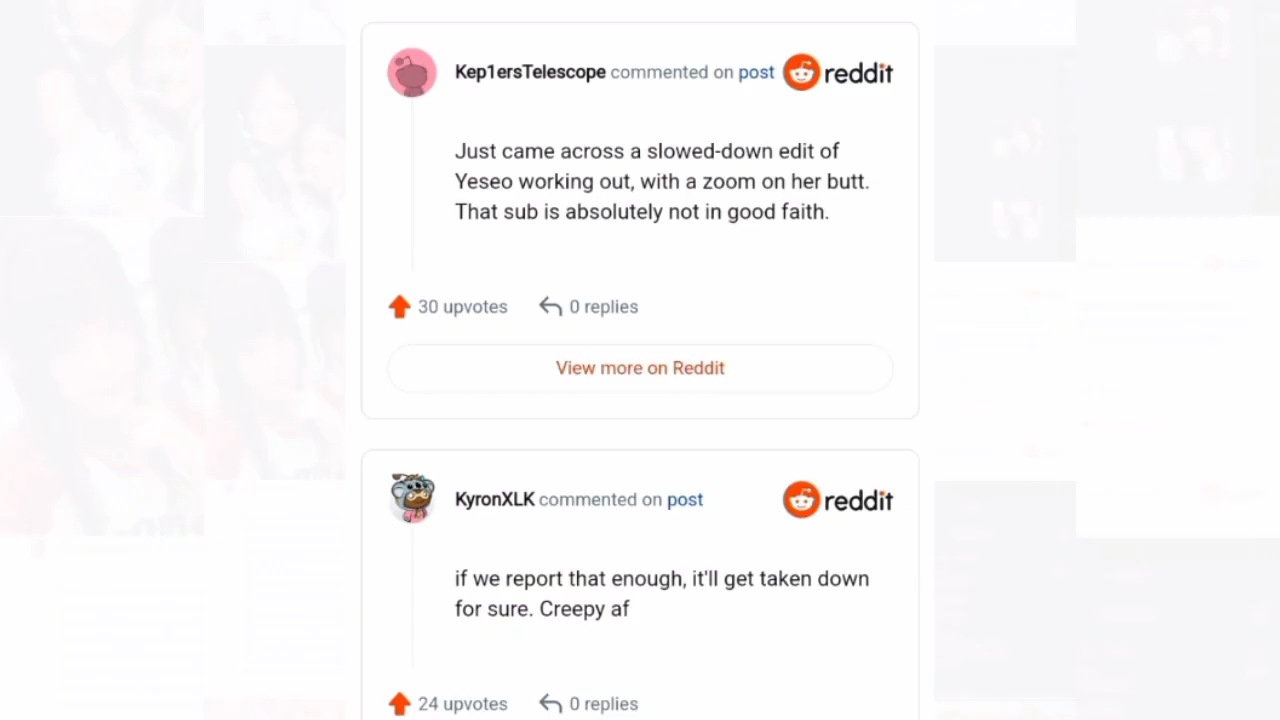 Kep1ersTelescope commented on post reddit
Just came across a slowed-down edit of
Yeseo working out, with a zoom on her butt.
That sub is absolutely not in good faith.
30 upvotes 0 replies
View more on Reddit
KyronXLK commented on post reddit
if we report that enough, it'll get taken down
for sure. Creepy af
24 upvotes 0 replies